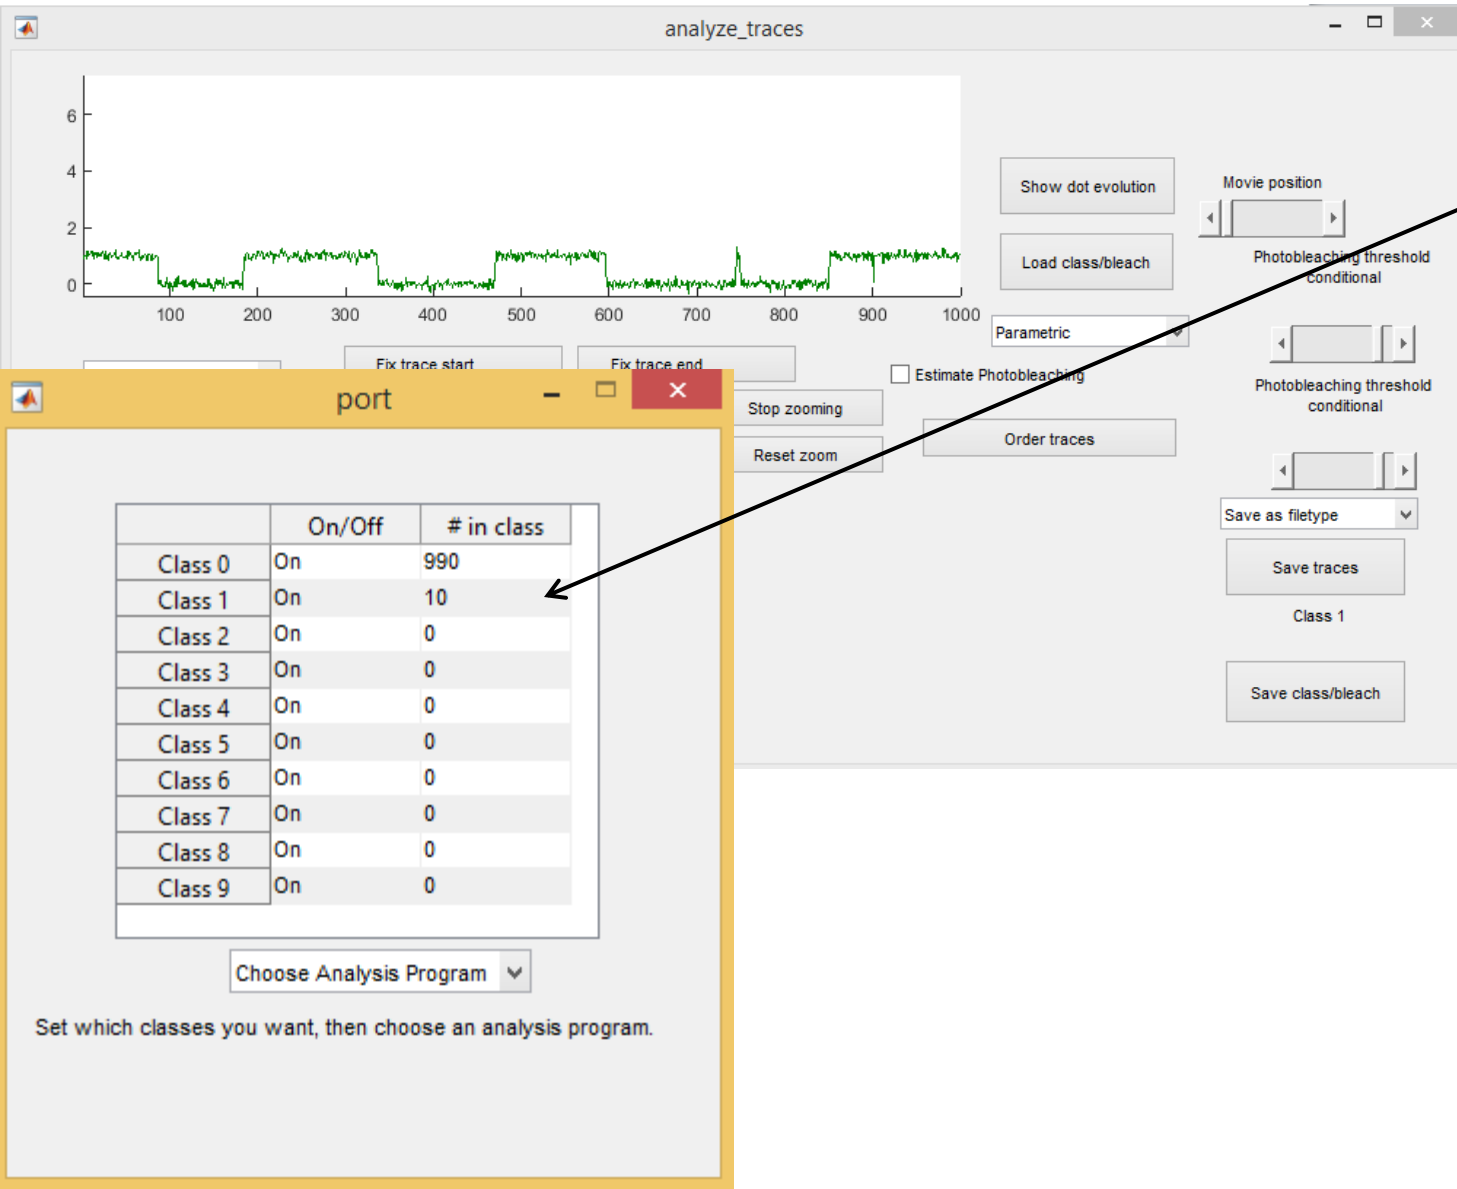 analyze_traces
6
4
2
0
100 200 300 400 500 600 700 800 900 1000
Show dot evolution
Load class/bleach
Parametric
Movie position
Photobleaching threshold
conditional
Fix trace start
Fix trace end
Estimate Photobleaching
Photobleaching threshold
conditional
Stop zooming
Reset zoom
Order traces
Save as filetype
Save traces
Class 1
Save class/bleach
port
On/Off # in class
Class 0 On 990
Class 1 On 10
Class 2 On 0
Class 3 On 0
Class 4 On 0
Class 5 On 0
Class 6 On 0
Class 7 On 0
Class 8 On 0
Class 9 On 0
Choose Analysis Program
Set which classes you want, then choose an analysis program.